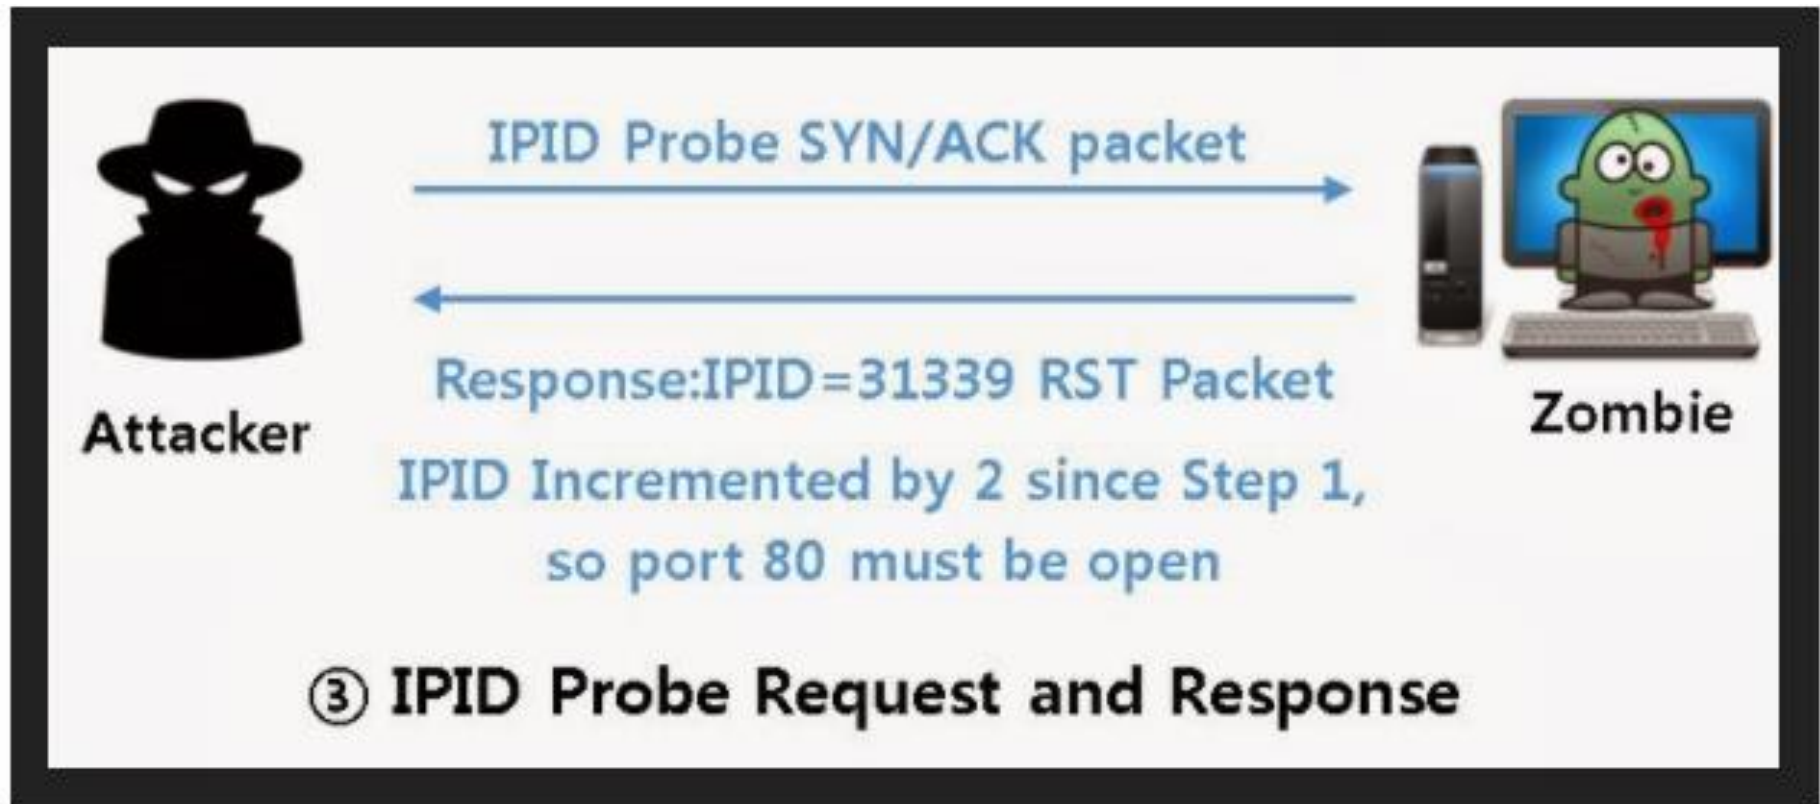 IPID Probe SYN/ACK packet
Response:IPID=31339 RST Packet
Attacker
Zombie
IPID Incremented by 2 since Step 1,
so port 80 must be open
③ IPID Probe Request and Response